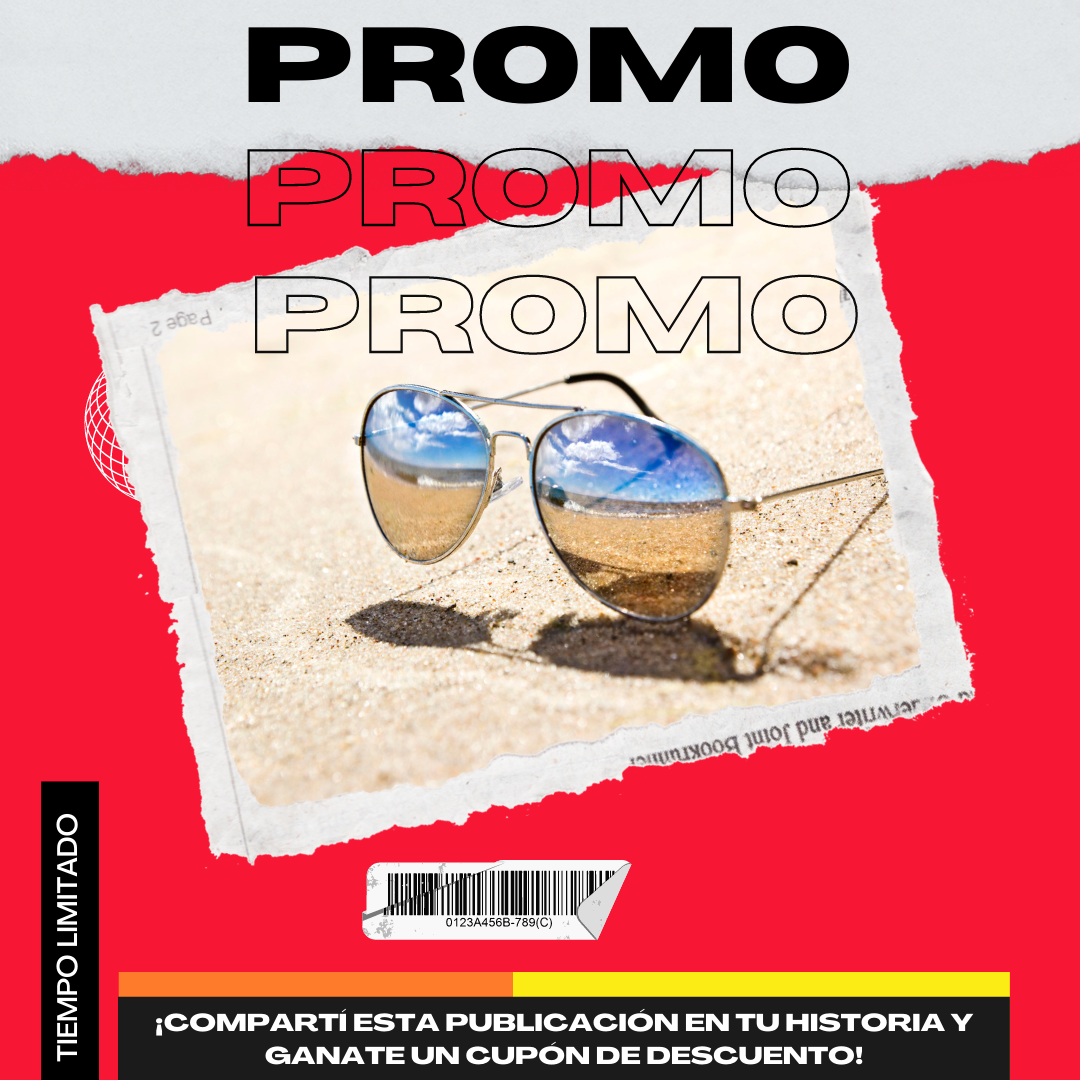 PROMO
PROMO
PROMO
Page 2
erwriter and Joint Bookrunner
0123A456B-789(C)
TIEMPO LIMITADO
¡COMPARTÍ ESTA PUBLICACIÓN EN TU HISTORIA Y
GANATE UN CUPÓN DE DESCUENTO!